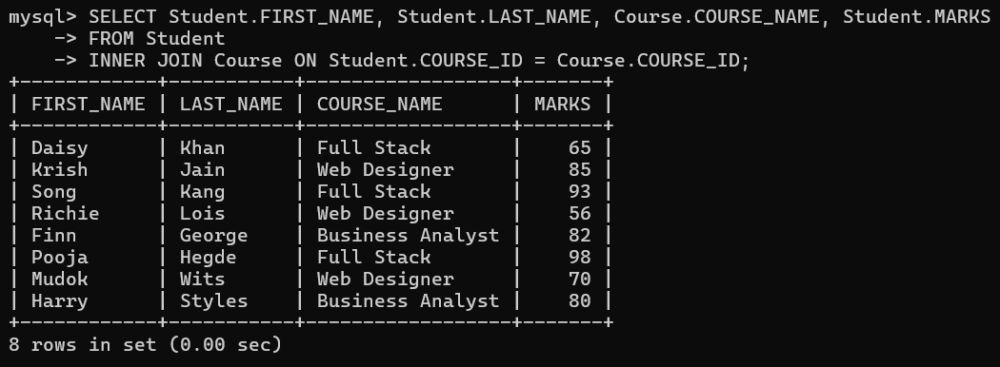 mysql> SELECT Student.FIRST_NAME, Student.LAST_NAME, Course.COURSE_NAME, Student.MARKS
    -> FROM Student
    -> INNER JOIN Course ON Student.COURSE_ID = Course.COURSE_ID;
+------------+-----------+------------------+-------+
| FIRST_NAME | LAST_NAME | COURSE_NAME      | MARKS |
+------------+-----------+------------------+-------+
| Daisy      | Khan      | Full Stack       |    65 |
| Krish      | Jain      | Web Designer     |    85 |
| Song       | Kang      | Full Stack       |    93 |
| Richie     | Lois      | Web Designer     |    56 |
| Finn       | George    | Business Analyst |    82 |
| Pooja      | Hegde     | Full Stack       |    98 |
| Mudok      | Wits      | Web Designer     |    70 |
| Harry      | Styles    | Business Analyst |    80 |
+------------+-----------+------------------+-------+
8 rows in set (0.00 sec)